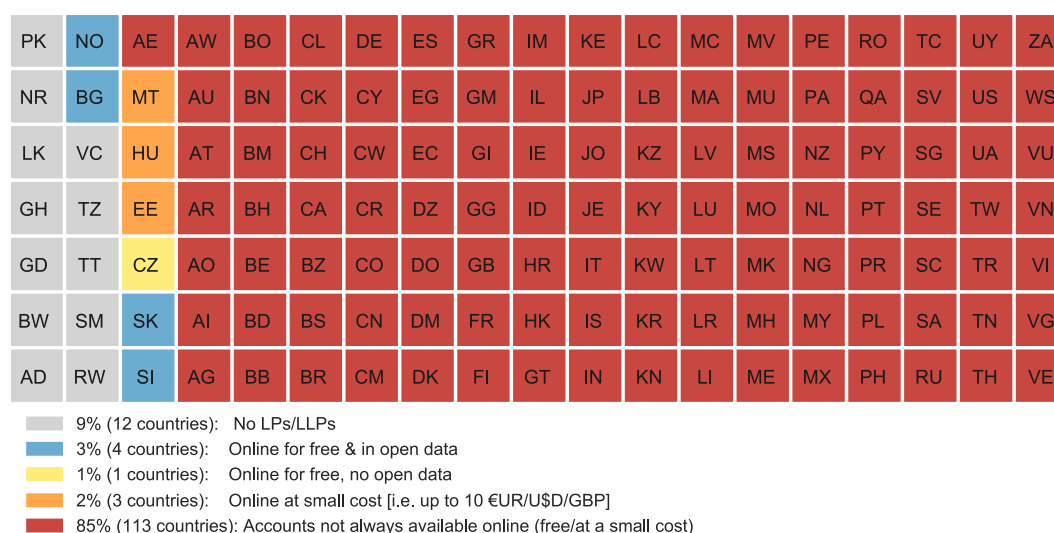 PK NO AE AW BO CL DE ES GR IM KE LC MC MV PE RO TC UY ZA
NR BG MT AU BN CK CY EG GM IL JP LB MA MU PA QA SV US WS
LK VC HU AT BM CH CW EC GI IE JO KZ LV MS NZ PY SG UA VU
GH TZ EE AR BH CA CR DZ GG ID JE KY LU MO NL PT SE TW VN
GD TT CZ AO BE BZ CO DO GB HR IT KW LT MK NG PR SC TR VI
BW SM SK AI BD BS CN DM FR HK IS KR LR MH MY PL SA TN VG
AD RW SI AG BB BR CM DK FI GT IN KN LI ME MX PH RU TH VE
9% (12 countries): No LPs/LLPs
3% (4 countries): Online for free & in open data
1% (1 countries): Online for free, no open data
2% (3 countries): Online at small cost [i.e. up to 10 €UR/U$D/GBP]
85% (113 countries): Accounts not always available online (free/at a small cost)